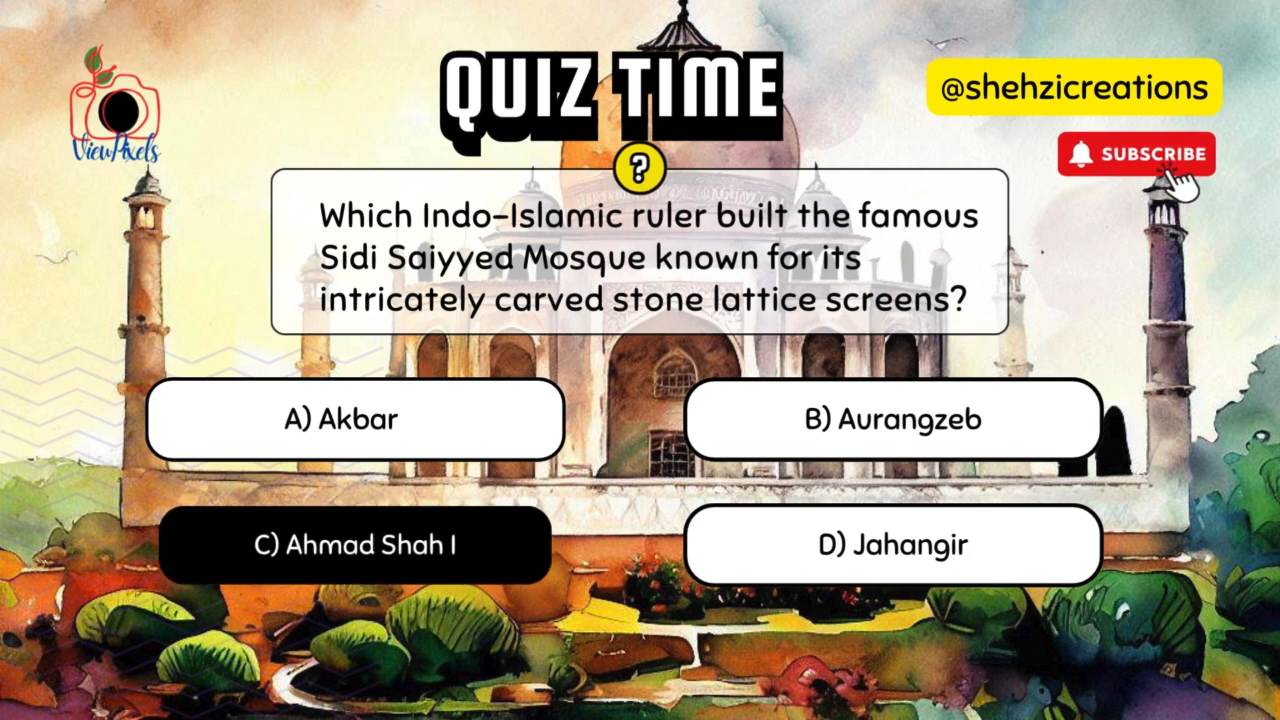 QUIZ TIME
@shehzicreations
ViewPixels
SUBSCRIBE
?
Which Indo-Islamic ruler built the famous
Sidi Saiyyed Mosque known for its
intricately carved stone lattice screens?
A) Akbar
B) Aurangzeb
C) Ahmad Shah I
D) Jahangir